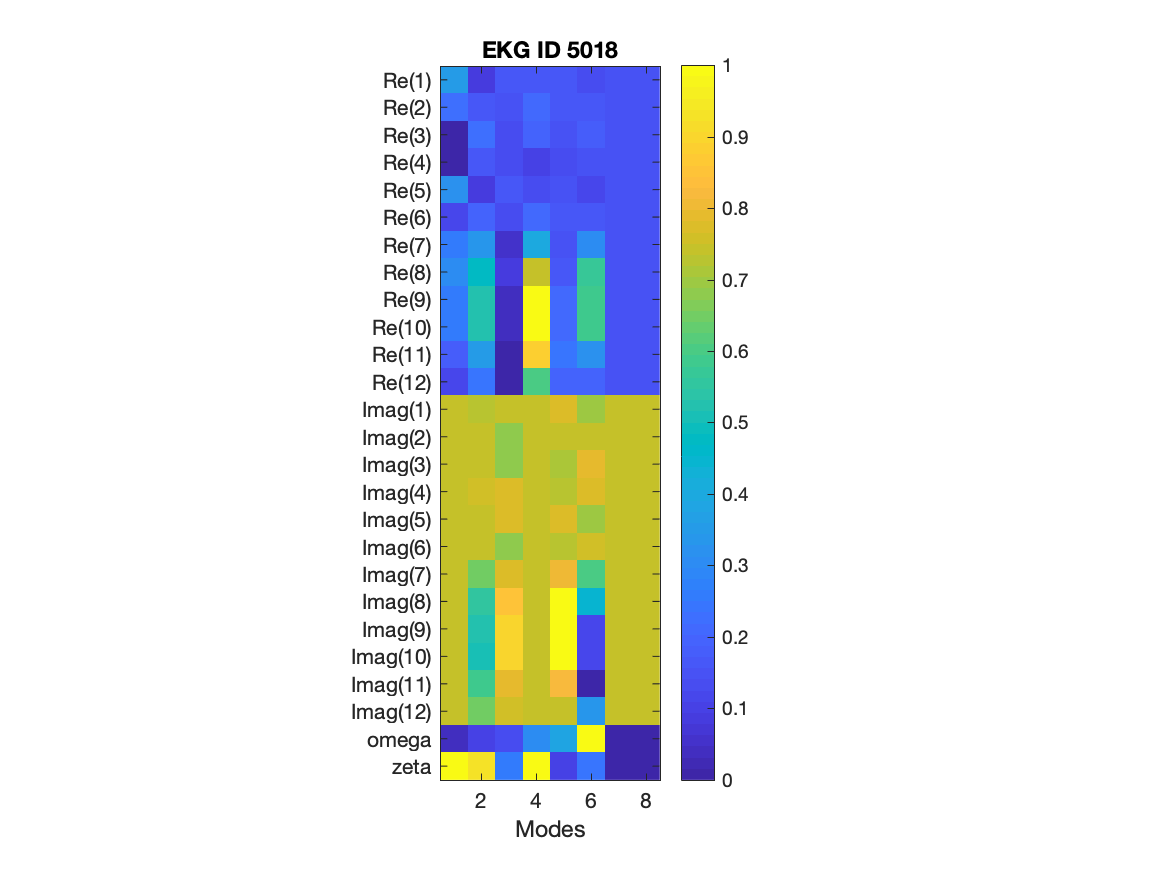 EKG ID 5018
Re(1)
Re(2)
Re(3)
Re(4)
Re(5)
Re(6)
Re(7)
Re(8)
Re(9)
Re(10)
Re(11)
Re(12)
Imag(1)
Imag(2)
Imag(3)
Imag(4)
Imag(5)
Imag(6)
Imag(7)
Imag(8)
Imag(9)
Imag(10)
Imag(11)
Imag(12)
omega
zeta
2 4 6 8
Modes
1
0.9
0.8
0.7
0.6
0.5
0.4
0.3
0.2
0.1
0